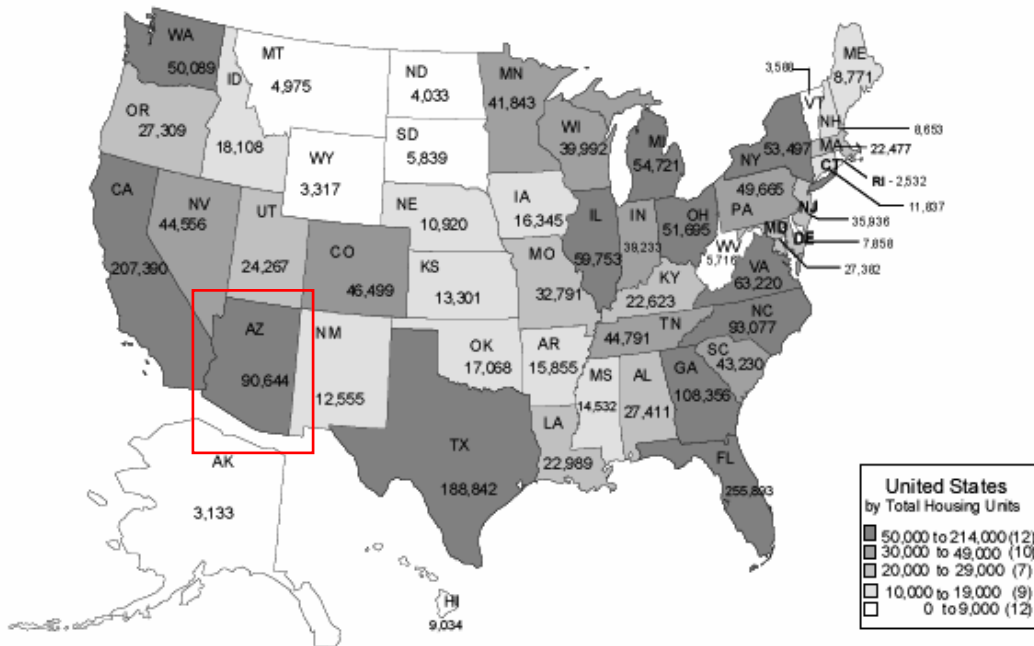 WA
50,089
MT
4,975
ND
4,033
MN
41,843
ME
8,771
3,588
VT
NH
8,653
ID
18,108
OR
27,309
SD
5,839
WI
39,992
MI
54,721
NY
53,497
MA
22,477
RI - 2,532
CT
11,837
WY
3,317
CA
207,390
NV
44,556
UT
24,267
NE
10,920
IA
16,345
IL
59,753
IN
39,233
OH
51,695
49,665
PA
NJ
35,936
MD
DE
7,858
27,382
WV
5,716
VA
63,220
CO
46,499
KS
13,301
MO
32,791
KY
22,623
AZ
90,644
NM
12,555
OK
17,068
AR
15,855
TN
44,791
NC
93,077
SC
43,230
MS
14,532
AL
27,411
GA
108,356
TX
188,842
LA
22,989
FL
255,893
AK
3,133
HI
9,034
United States
by Total Housing Units
50,000 to 214,000 (12)
30,000 to 49,000 (10)
20,000 to 29,000 (7)
10,000 to 19,000 (9)
0 to 9,000 (12)